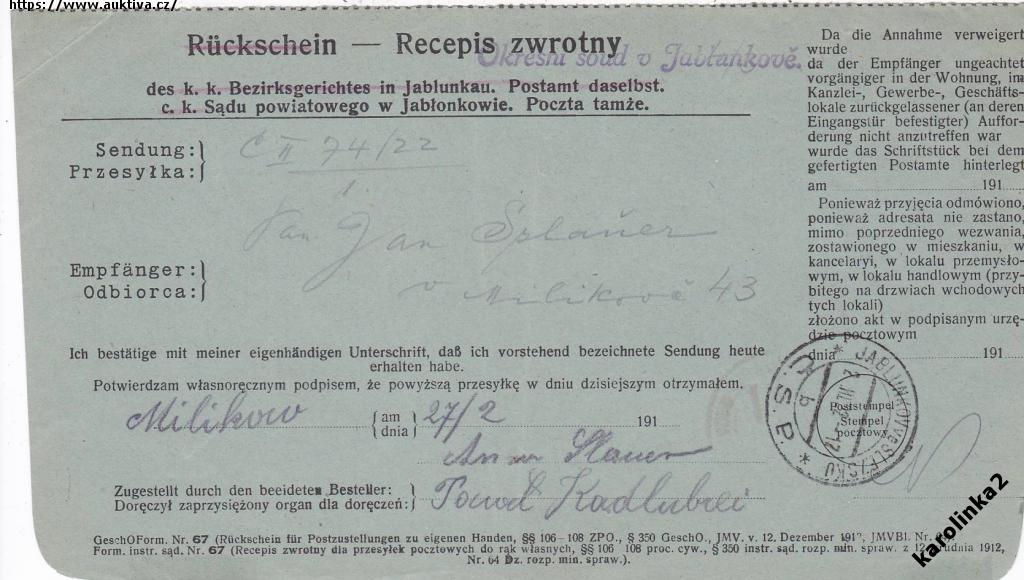 https://www.auktiva.cz/
Rückschein — Recepis zwrotny
Okresní soud v Jablunkově.
des k. k. Bezirksgerichtes in Jablunkau. Postamt daselbst.
c. k. Sądu powiatowego w Jabłonkowie. Poczta tamże.
Sendung:
Przesyłka:
C II 74/22
1.
Pan Jan Splauer
Empfänger:
Odbiorca:
v Milikově 43
Ich bestätige mit meiner eigenhändigen Unterschrift, daß ich vorstehend bezeichnete Sendung heute
erhalten habe.
Potwierdzam własnoręcznym podpisem, że powyższą przesyłkę w dniu dzisiejszym otrzymałem.
Milikow
am
dnia
27/2
191
Zugestellt durch den beeideten Besteller:
Doręczył zaprzysiężony organ dla doręczeń:
Paweł
GeschOForm. Nr. 67 (Rückschein für Postzustellungen zu eigenen Handen, §§ 106–108 ZPO., § 350 GeschO., JMV. v. 12. Dezember 1912, JMVBl. Nr.
Form. instr. sąd. Nr. 67 (Recepis zwrotny dla przesyłek pocztowych do rąk własnych, §§ 106 108 proc. cyw., § 350 instr. sąd. rozp. min. spraw. z 12 grudnia 1912,
Nr. 64 Dz. rozp. min. spraw.).
Da die Annahme verweigert
wurde
da der Empfänger ungeachtet
vorgängiger in der Wohnung, im
Kanzlei-, Gewerbe-, Geschäfts-
lokale zurückgelassener (an deren
Eingangstür befestigter) Auffor-
derung nicht anzutreffen war
wurde das Schriftstück bei dem
gefertigten Postamte hinterlegt
am 191
Ponieważ przyjęcia odmówiono,
ponieważ adresata nie zastano,
mimo poprzedniego wezwania,
zostowionego w mieszkaniu, w
kancelaryi, w lokalu przemysło-
wym, w lokalu handlowym (przy-
bitego na drzwiach wchodowych
tych lokali)
złożono akt w podpisanym urzę-
dzie pocztowym
dnia 191
Poststempel
Stempel
pocztowy
JABLUNKOV ve SLEZSKU
karolinka2